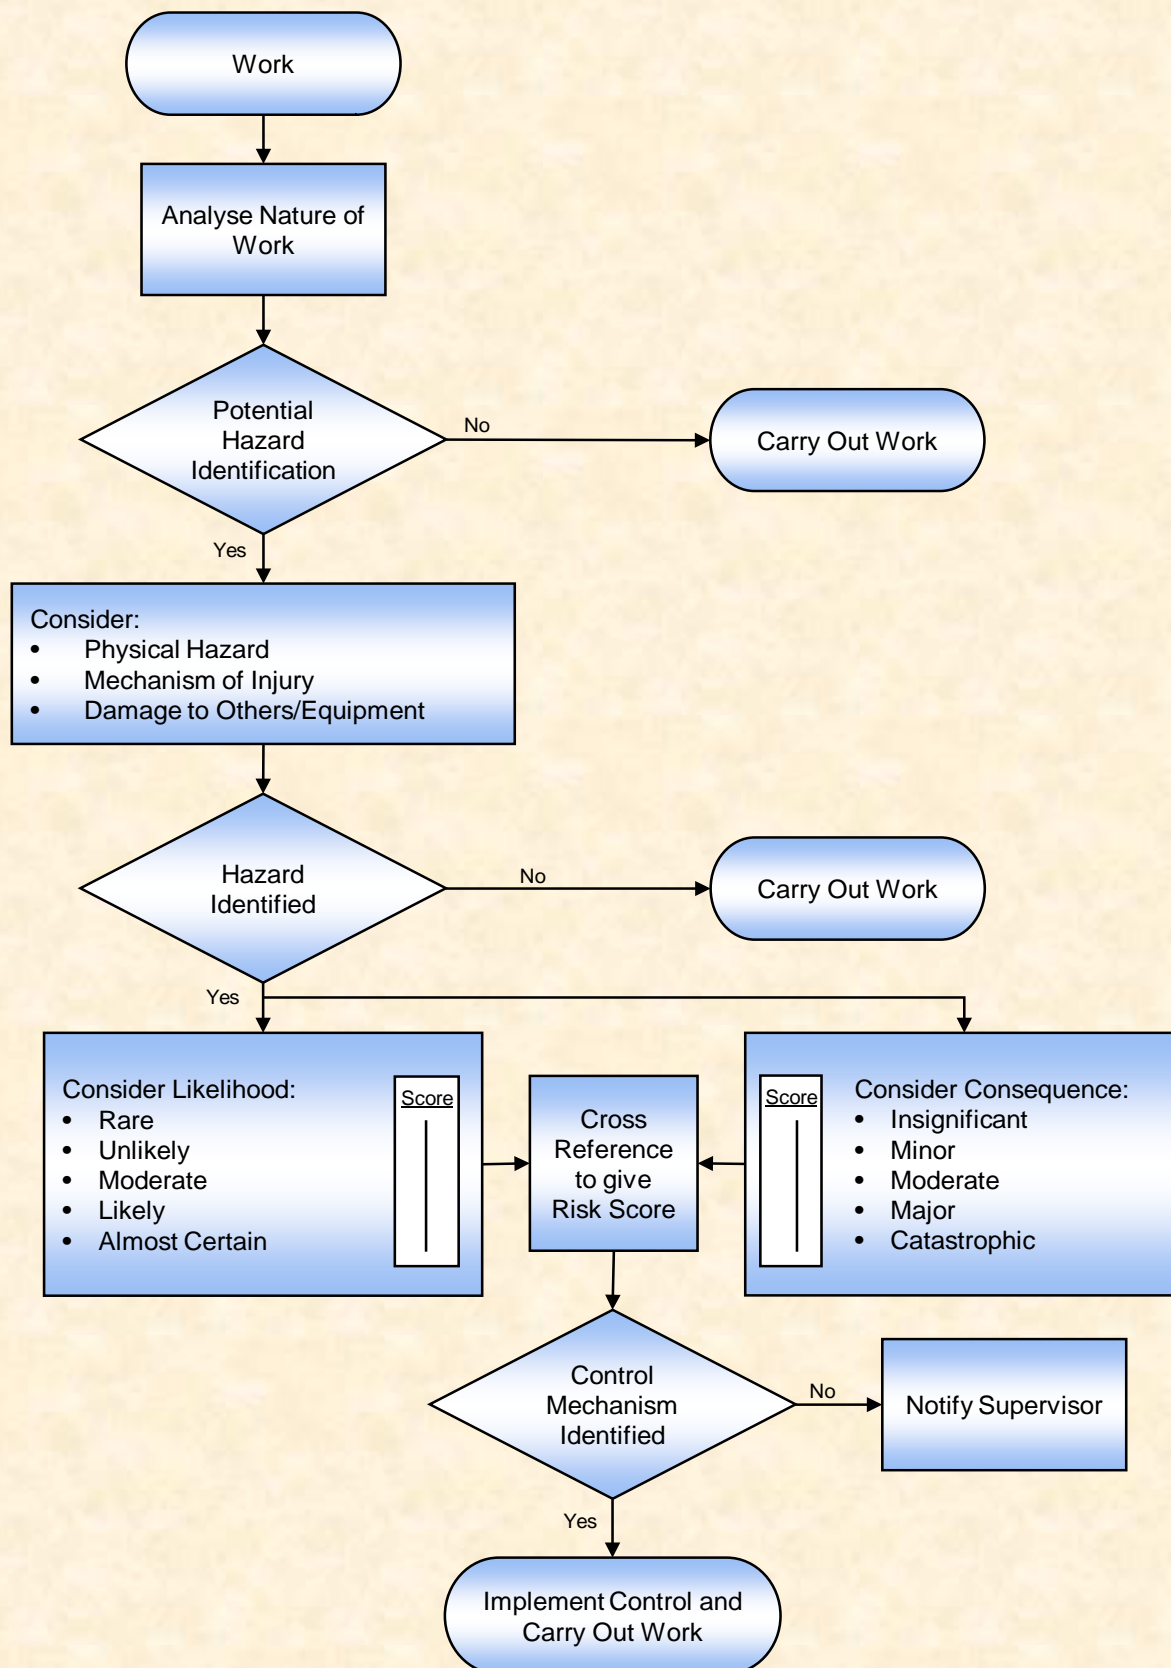 Work
Analyse Nature of
Work
Potential
Hazard
Identification
No
Carry Out Work
Yes
Consider:
• Physical Hazard
• Mechanism of Injury
• Damage to Others/Equipment
Hazard
Identified
No
Carry Out Work
Yes
Consider Likelihood:
• Rare
• Unlikely
• Moderate
• Likely
• Almost Certain
Score
Cross
Reference
to give
Risk Score
Score
Consider Consequence:
• Insignificant
• Minor
• Moderate
• Major
• Catastrophic
Control
Mechanism
Identified
No
Notify Supervisor
Yes
Implement Control and
Carry Out Work